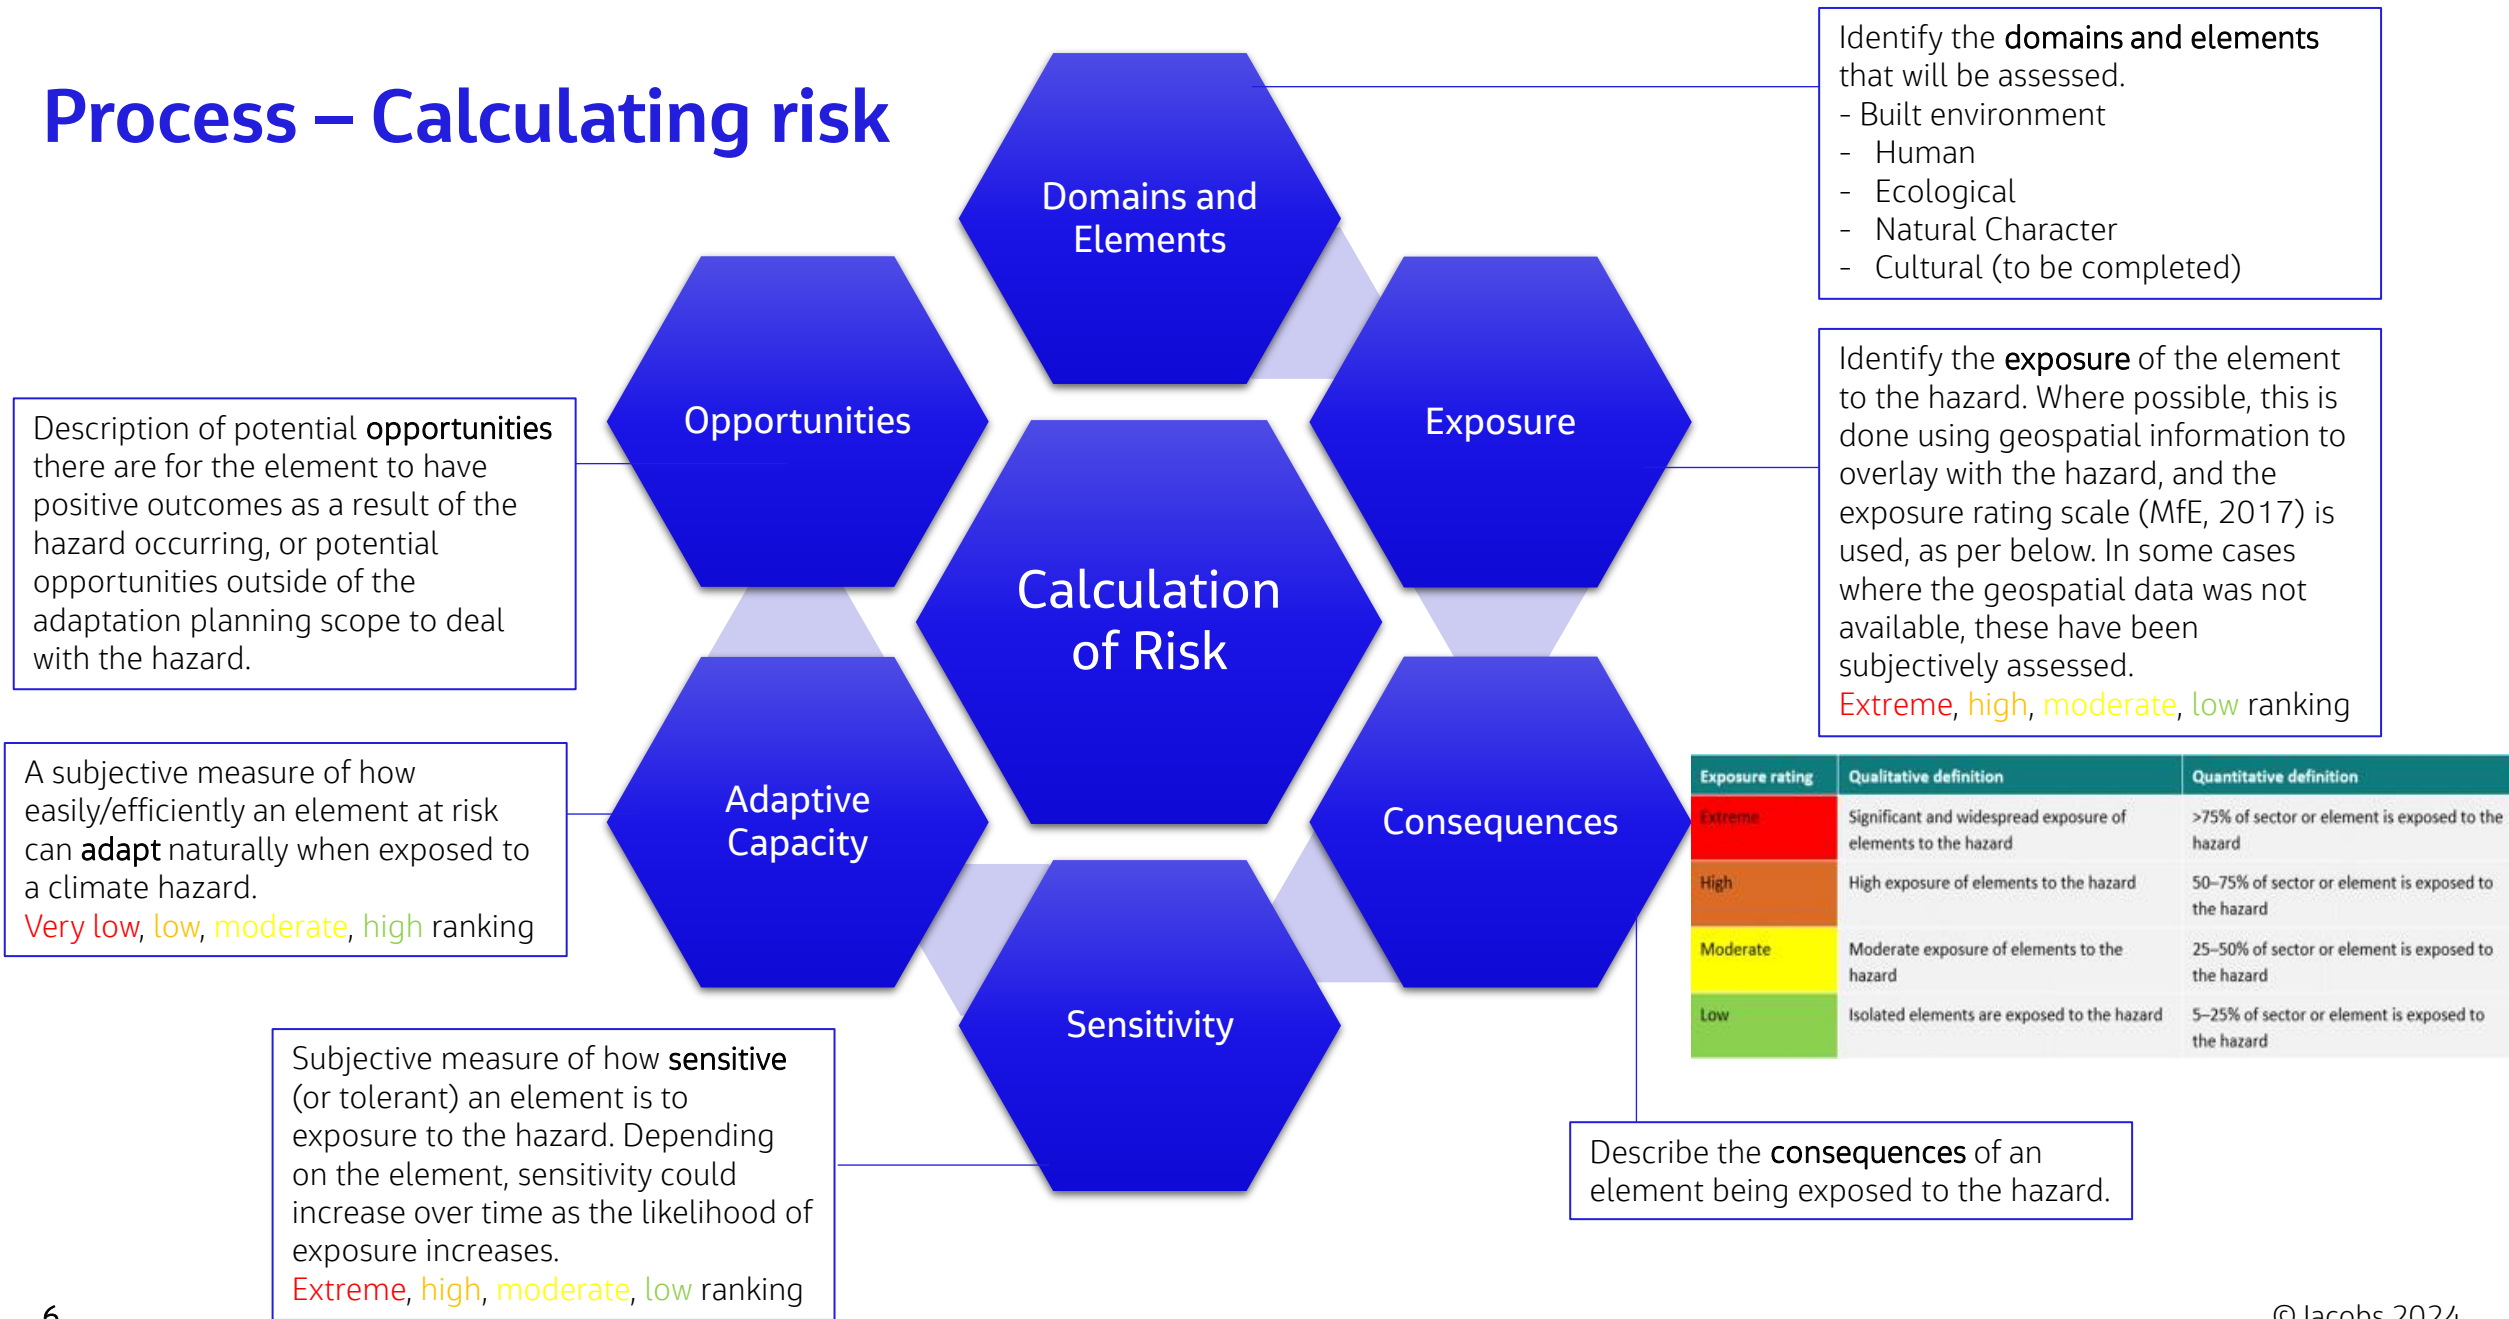 Process – Calculating risk
Domains and
Elements
Identify the domains and elements
that will be assessed.
- Built environment
- Human
- Ecological
- Natural Character
- Cultural (to be completed)
Opportunities
Exposure
Identify the exposure of the element
to the hazard. Where possible, this is
done using geospatial information to
overlay with the hazard, and the
exposure rating scale (MfE, 2017) is
used, as per below. In some cases
where the geospatial data was not
available, these have been
subjectively assessed.
Extreme, high, moderate, low ranking
Description of potential opportunities
there are for the element to have
positive outcomes as a result of the
hazard occurring, or potential
opportunities outside of the
adaptation planning scope to deal
with the hazard.
Calculation
of Risk
A subjective measure of how
easily/efficiently an element at risk
can adapt naturally when exposed to
a climate hazard.
Very low, low, moderate, high ranking
Adaptive
Capacity
Consequences
Exposure rating Qualitative definition Quantitative definition
Extreme Significant and widespread exposure of >75% of sector or element is exposed to the
elements to the hazard hazard
High High exposure of elements to the hazard 50–75% of sector or element is exposed to
the hazard
Moderate Moderate exposure of elements to the 25–50% of sector or element is exposed to
hazard the hazard
Low Isolated elements are exposed to the hazard 5–25% of sector or element is exposed to
the hazard
Sensitivity
Subjective measure of how sensitive
(or tolerant) an element is to
exposure to the hazard. Depending
on the element, sensitivity could
increase over time as the likelihood of
exposure increases.
Extreme, high, moderate, low ranking
Describe the consequences of an
element being exposed to the hazard.
6
© Jacobs 2024